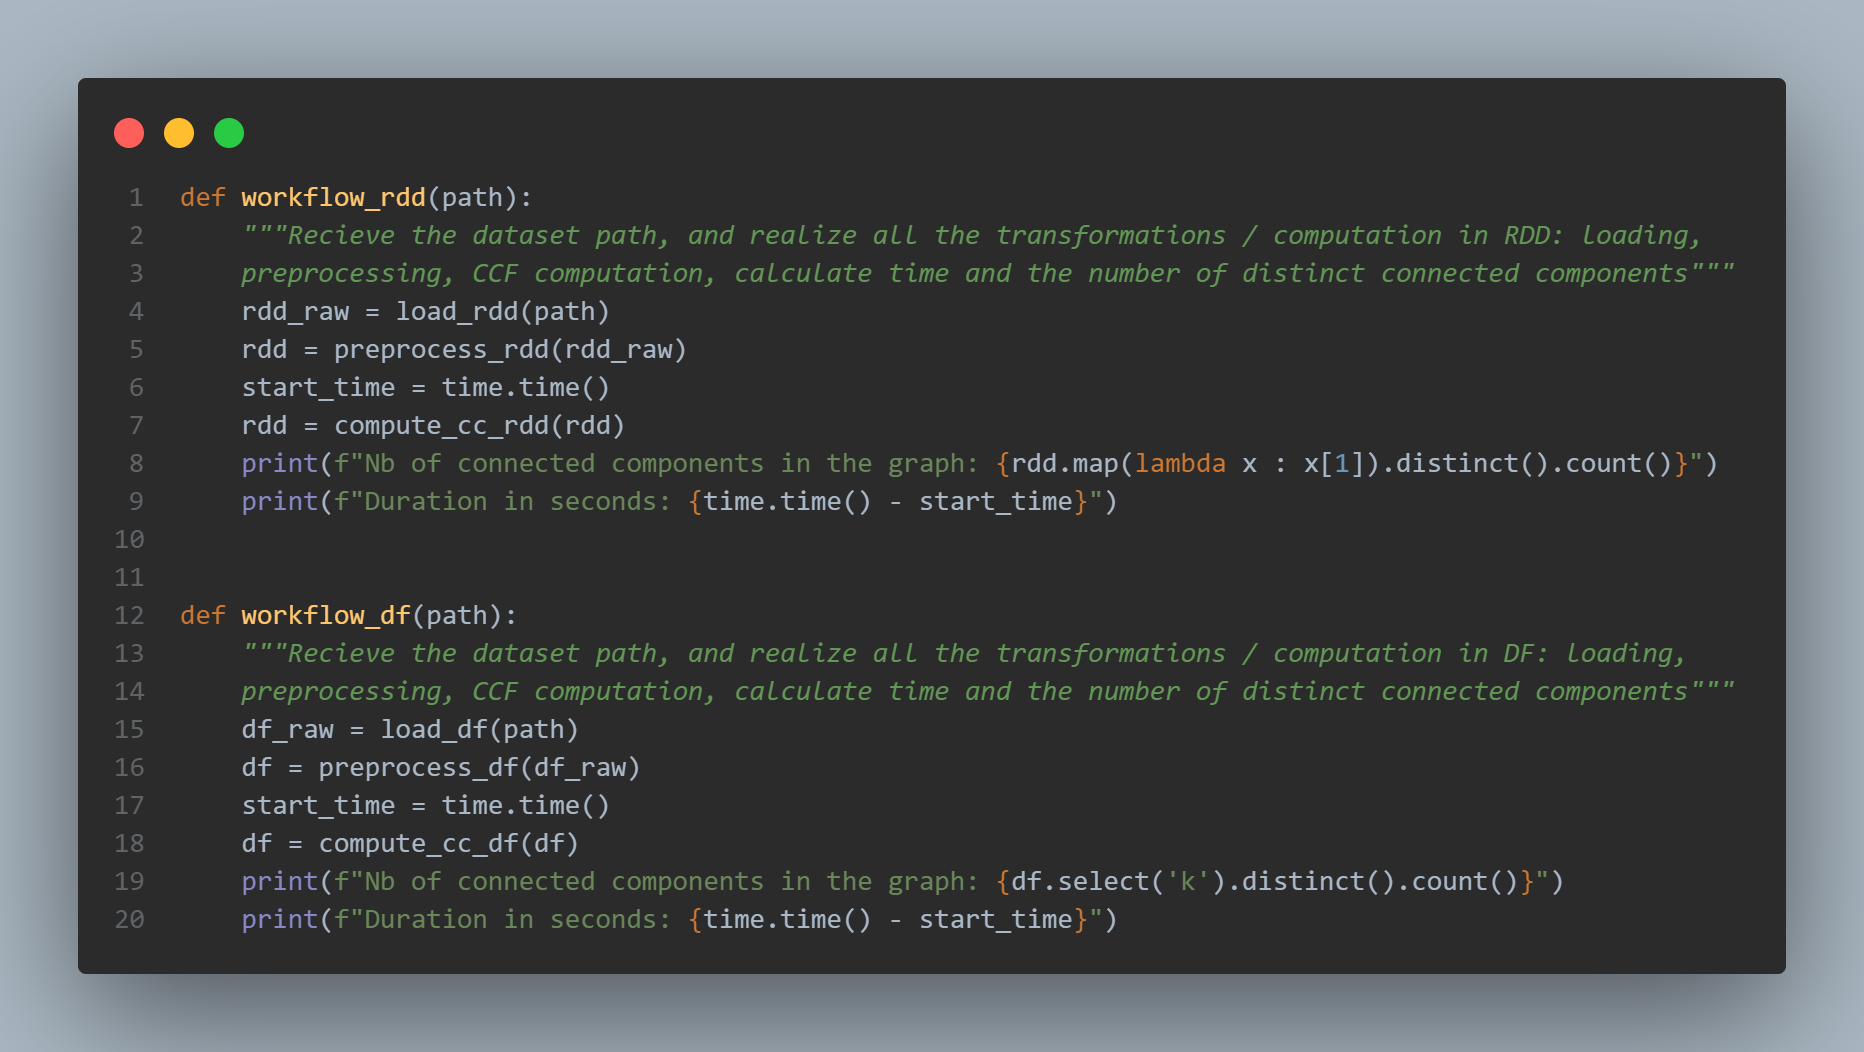 1 def workflow_rdd(path):
2     """Recieve the dataset path, and realize all the transformations / computation in RDD: loading,
3     preprocessing, CCF computation, calculate time and the number of distinct connected components"""
4     rdd_raw = load_rdd(path)
5     rdd = preprocess_rdd(rdd_raw)
6     start_time = time.time()
7     rdd = compute_cc_rdd(rdd)
8     print(f"Nb of connected components in the graph: {rdd.map(lambda x : x[1]).distinct().count()}")
9     print(f"Duration in seconds: {time.time() - start_time}")
10
11
12 def workflow_df(path):
13     """Recieve the dataset path, and realize all the transformations / computation in DF: loading,
14     preprocessing, CCF computation, calculate time and the number of distinct connected components"""
15     df_raw = load_df(path)
16     df = preprocess_df(df_raw)
17     start_time = time.time()
18     df = compute_cc_df(df)
19     print(f"Nb of connected components in the graph: {df.select('k').distinct().count()}")
20     print(f"Duration in seconds: {time.time() - start_time}")